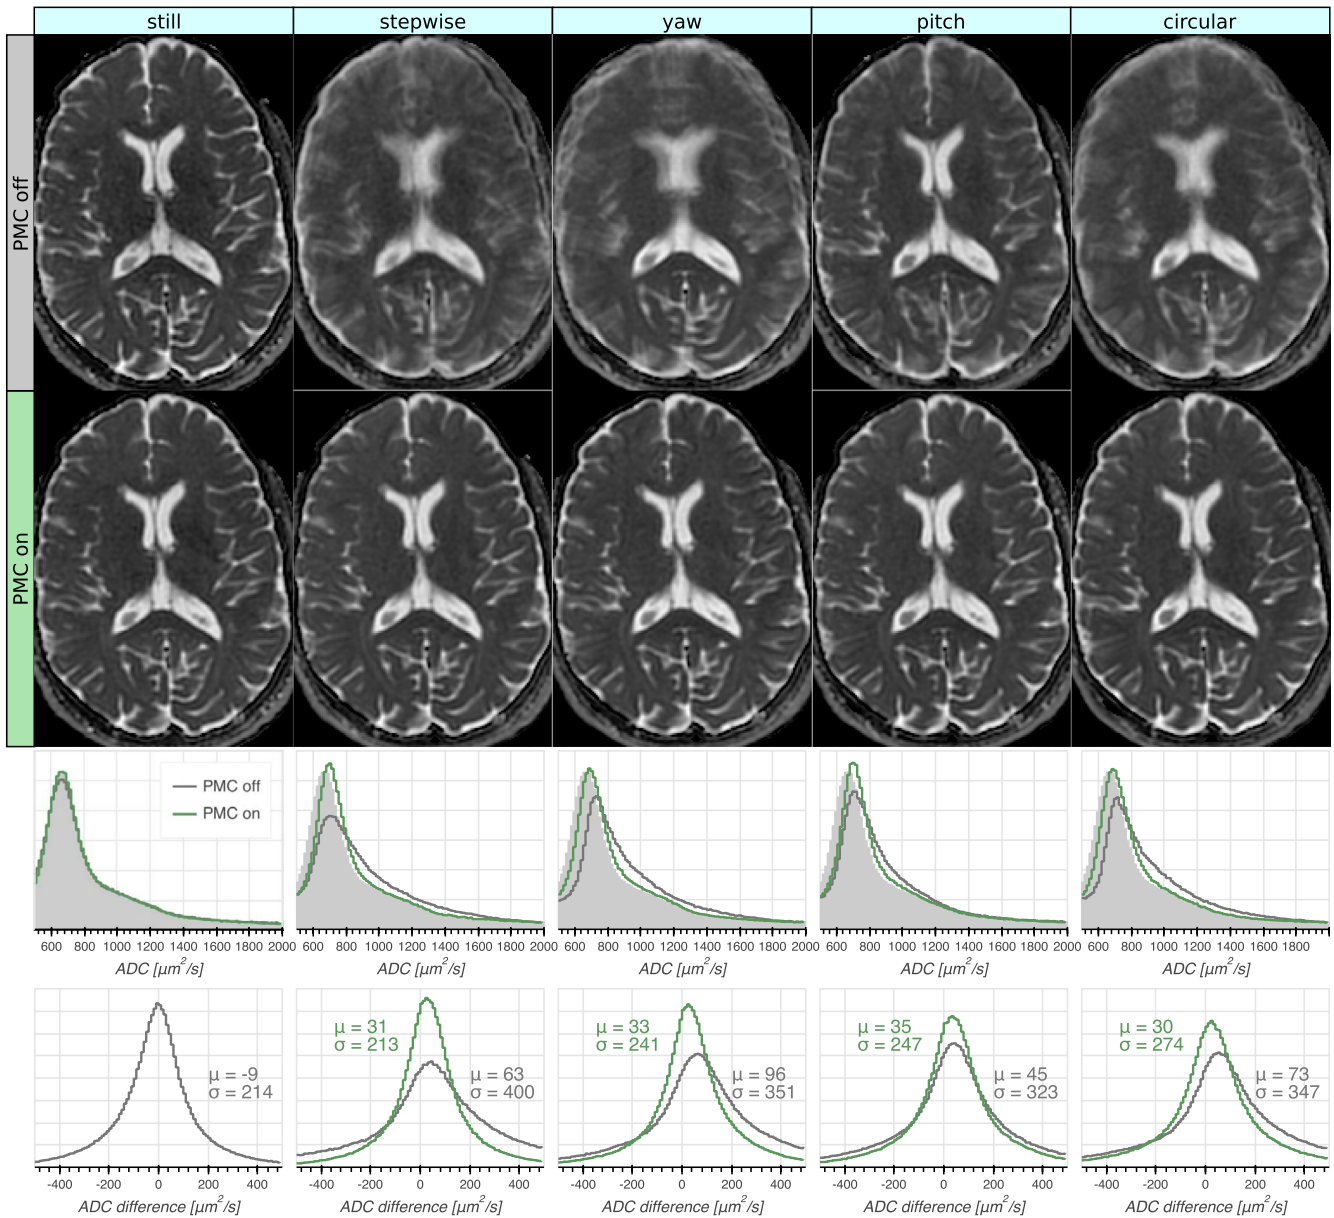 still stepwise yaw pitch circular
PMC off
PMC on
PMC off
PMC on
600 800 1000 1200 1400 1600 1800 2000 600 800 1000 1200 1400 1600 1800 2000 600 800 1000 1200 1400 1600 1800 2000 600 800 1000 1200 1400 1600 1800 2000 600 800 1000 1200 1400 1600 1800
ADC [µm²/s] ADC [µm²/s] ADC [µm²/s] ADC [µm²/s] ADC [µm²/s]
µ = -9
σ = 214
µ = 31
σ = 213
µ = 63
σ = 400
µ = 33
σ = 241
µ = 96
σ = 351
µ = 35
σ = 247
µ = 45
σ = 323
µ = 30
σ = 274
µ = 73
σ = 347
-400 -200 0 200 400 -400 -200 0 200 400 -400 -200 0 200 400 -400 -200 0 200 400 -400 -200 0 200 400
ADC difference [µm²/s] ADC difference [µm²/s] ADC difference [µm²/s] ADC difference [µm²/s] ADC difference [µm²/s]